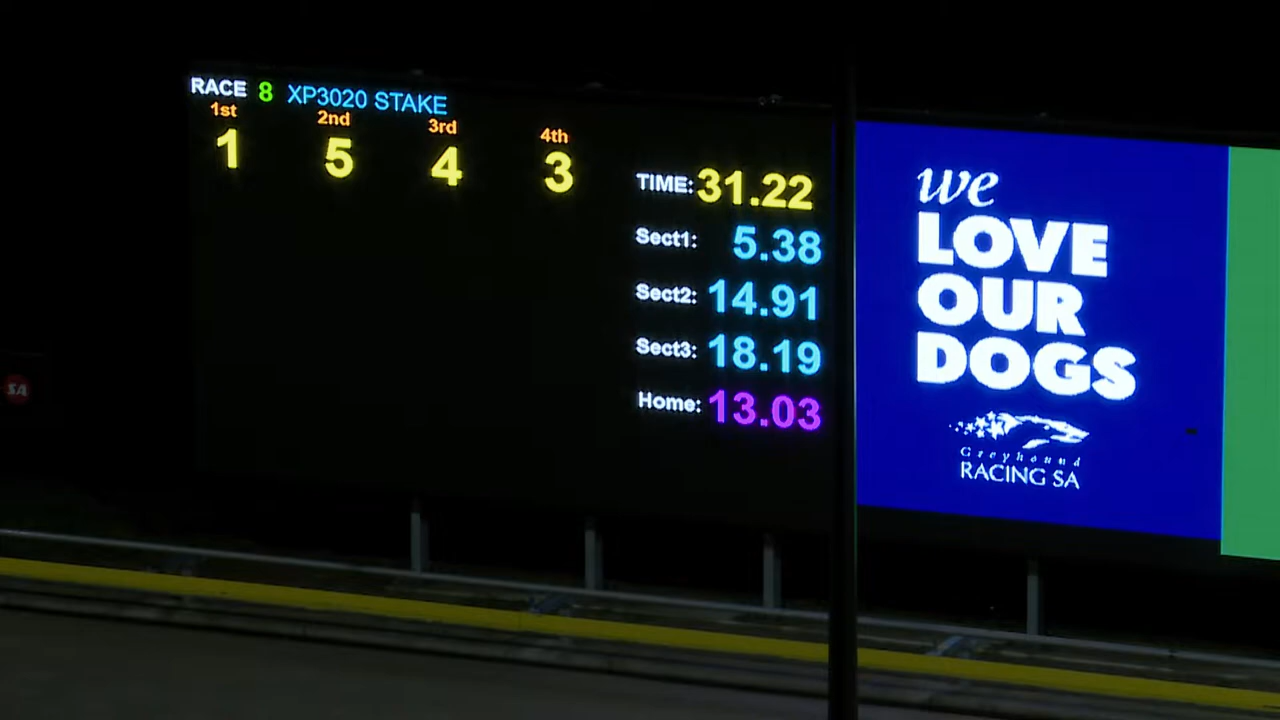 RACE 8 XP3020 STAKE
1st 2nd 3rd 4th
1 5 4 3
TIME: 31.22
Sect1: 5.38
Sect2: 14.91
Sect3: 18.19
Home: 13.03
we
LOVE
OUR
DOGS
Greyhound
RACING SA
SA